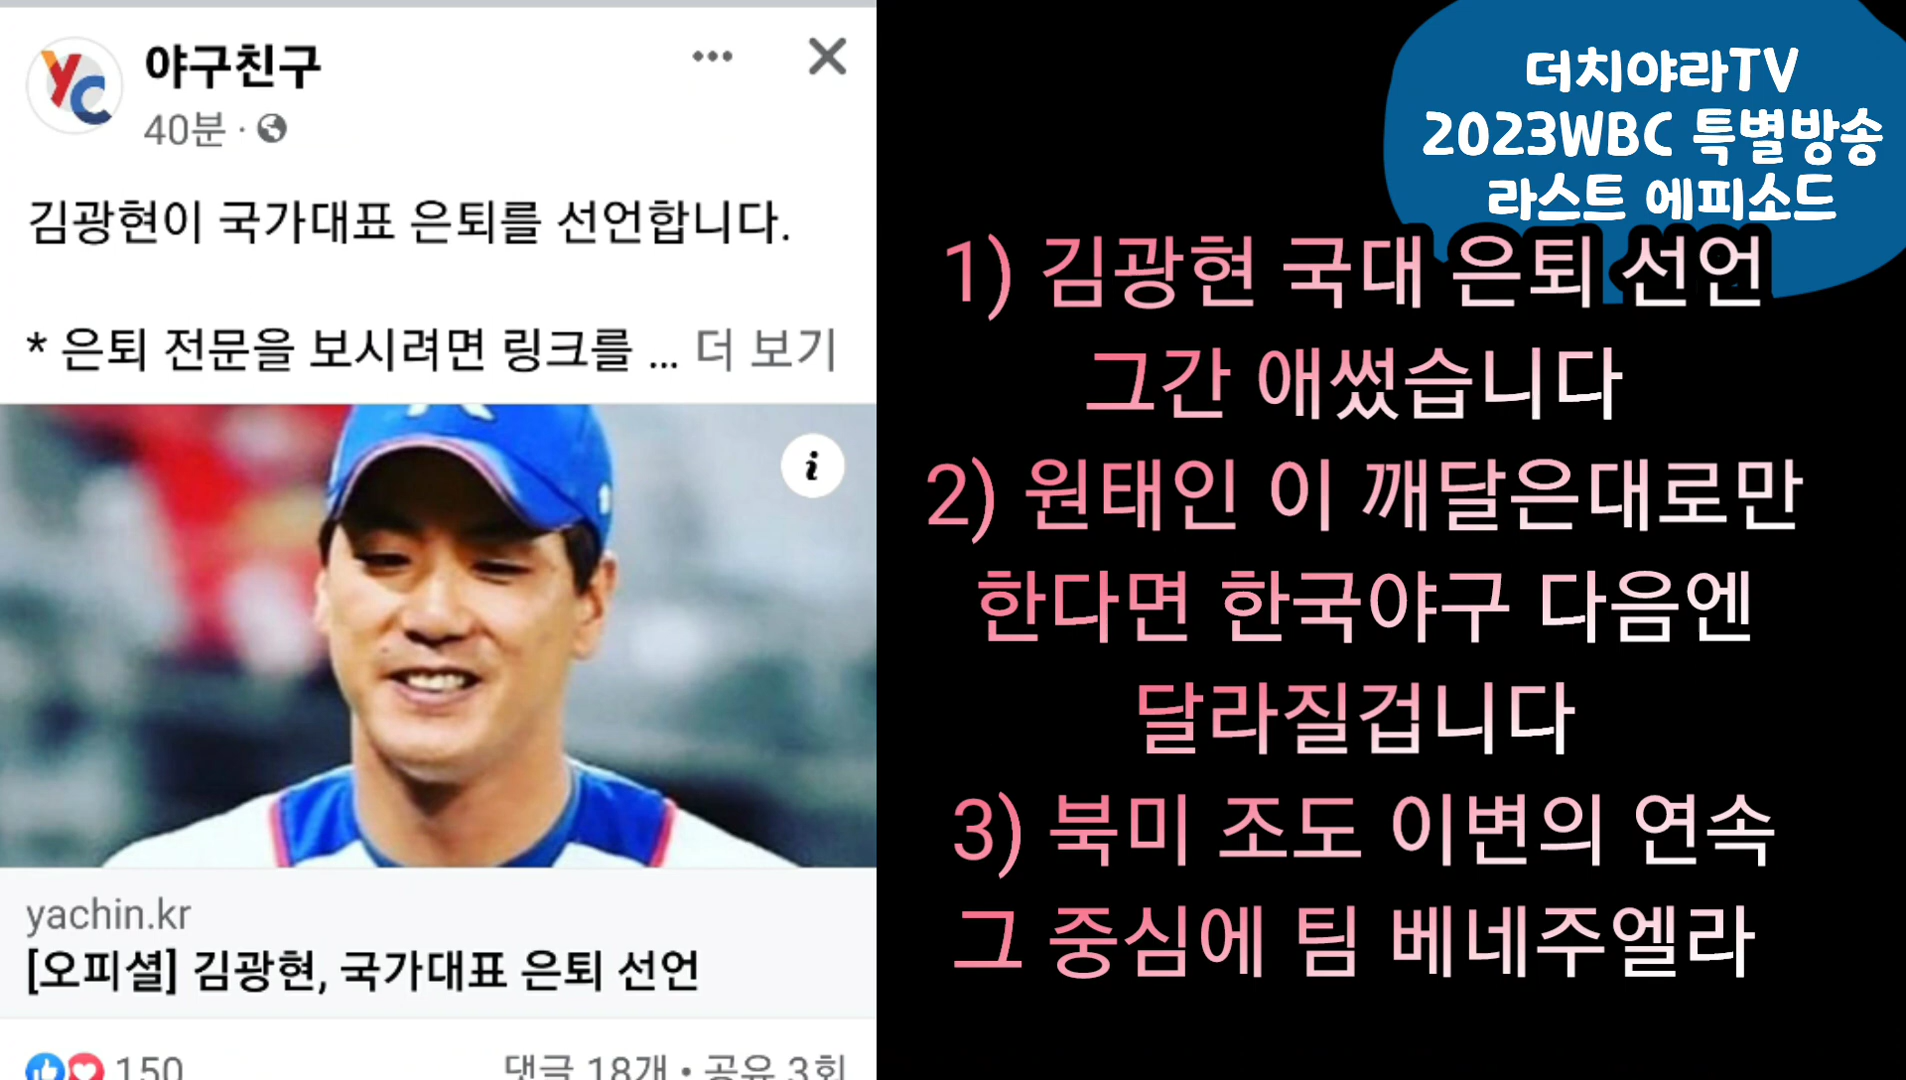 YC
야구친구
40분 ·
김광현이 국가대표 은퇴를 선언합니다.
* 은퇴 전문을 보시려면 링크를 ... 더 보기
i
yachin.kr
[오피셜] 김광현, 국가대표 은퇴 선언
150
댓글 18개 • 공유 3회
더치야라TV
2023WBC 특별방송
라스트 에피소드
1) 김광현 국대 은퇴 선언
그간 애썼습니다
2) 원태인 이 깨달은대로만
한다면 한국야구 다음엔
달라질겁니다
3) 북미 조도 이변의 연속
그 중심에 팀 베네주엘라